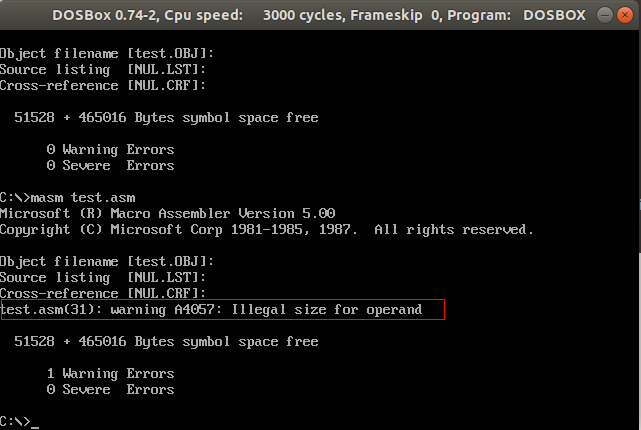 DOSBox 0.74-2, Cpu speed: 3000 cycles, Frameskip 0, Program: DOSBOX
Object filename [test.OBJ]:
Source listing [NUL.LST]:
Cross-reference [NUL.CRF]:
51528 + 465016 Bytes symbol space free
0 Warning Errors
0 Severe Errors
C:\>masm test.asm
Microsoft (R) Macro Assembler Version 5.00
Copyright (C) Microsoft Corp 1981-1985, 1987. All rights reserved.
Object filename [test.OBJ]:
Source listing [NUL.LST]:
Cross-reference [NUL.CRF]:
test.asm(31): warning A4057: Illegal size for operand
51528 + 465016 Bytes symbol space free
1 Warning Errors
0 Severe Errors
C:\>_